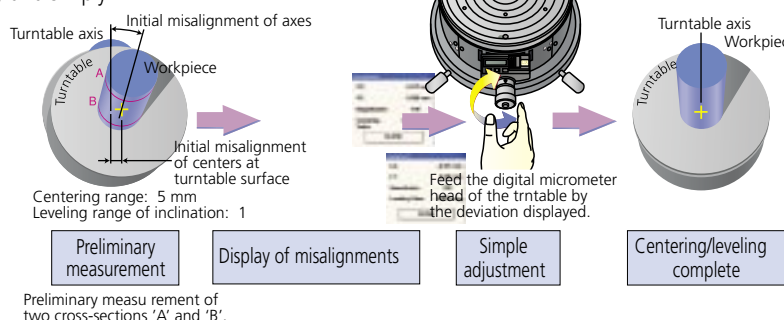 Initial misalignment of axes
Turntable axis
A
Workpiece
Turntable
B
Initial misalignment
of centers at
turntable surface
Centering range: 5 mm
Leveling range of inclination: 1
Feed the digital micrometer
head of the trntable by
the deviation displayed.
Turntable axis
Workpie
Turntable
Preliminary
measurement
Display of misalignments
Simple
adjustment
Centering/leveling
complete
Preliminary measu rement of
two cross-sections ‘A’ and ‘B’.